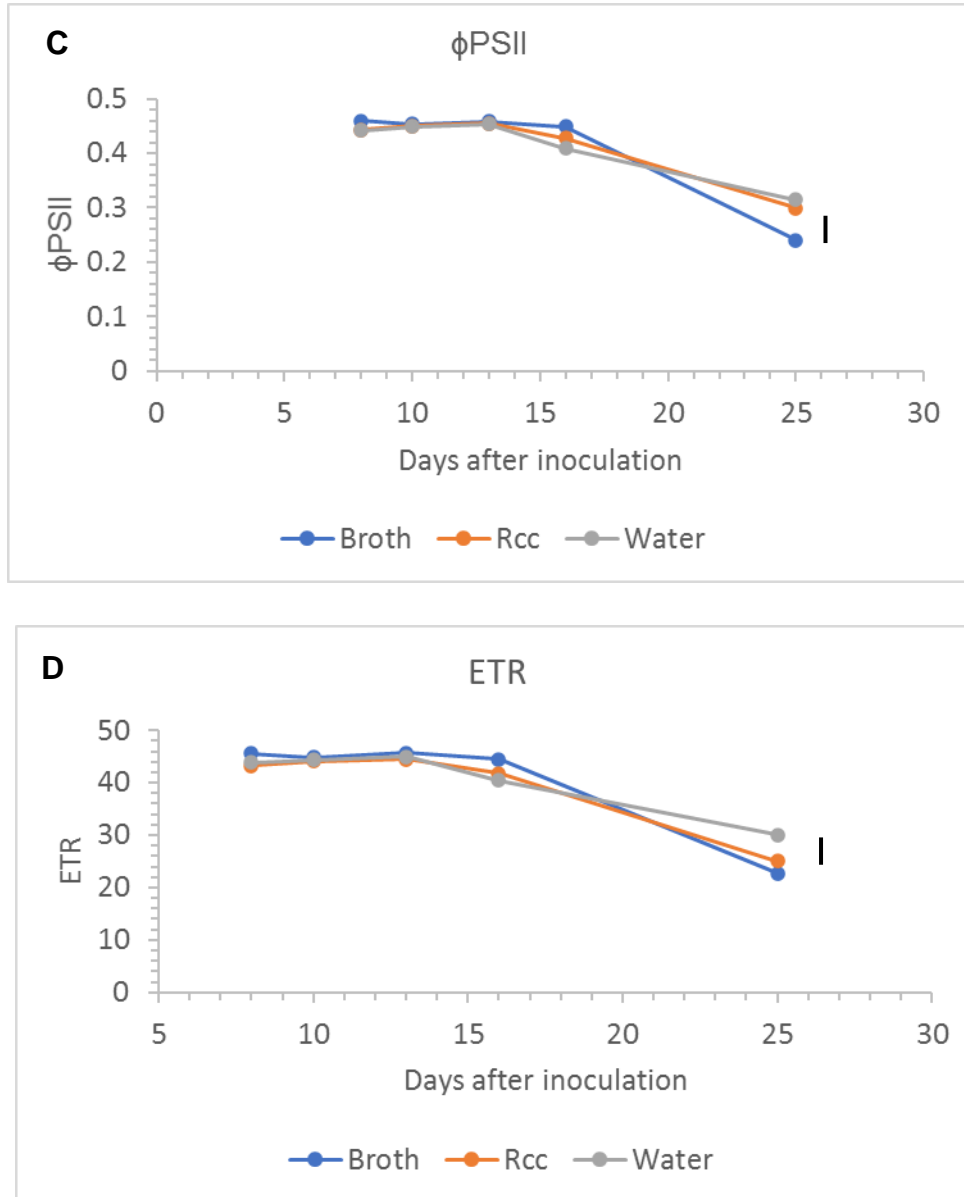 C
ϕPSII
ϕPSII
0.5
0.4
0.3
0.2
0.1
0
0 5 10 15 20 25 30
Days after inoculation
Broth Rcc Water
D
ETR
ETR
50
40
30
20
10
0
5 10 15 20 25 30
Days after inoculation
Broth Rcc Water